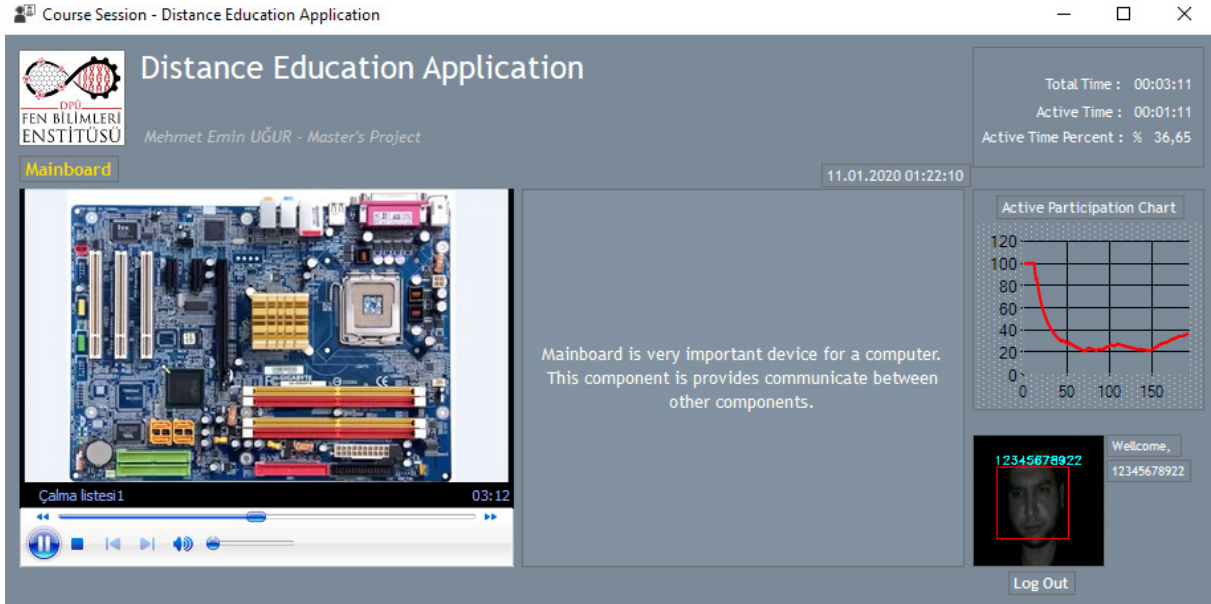 Course Session - Distance Education Application
DPÜ
FEN BİLİMLERİ
ENSTİTÜSÜ
Distance Education Application
Mehmet Emin UĞUR - Master's Project
Total Time : 00:03:11
Active Time : 00:01:11
Active Time Percent : % 36,65
Mainboard
11.01.2020 01:22:10
GIGABYTE
Çalma listesi1 03:12
Mainboard is very important device for a computer.
This component is provides communicate between
other components.
Active Participation Chart
120
100
80
60
40
20
0
0 50 100 150
12345678922
Wellcome,
12345678922
Log Out